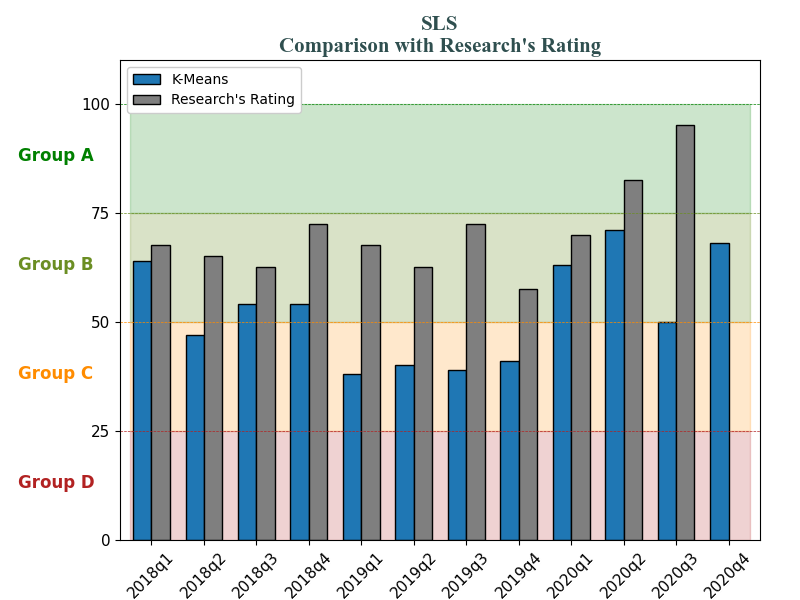 SLS
Comparison with Research's Rating
K-Means
Research's Rating
100
Group A
75
Group B
50
Group C
25
Group D
0
2018q1
2018q2
2018q3
2018q4
2019q1
2019q2
2019q3
2019q4
2020q1
2020q2
2020q3
2020q4